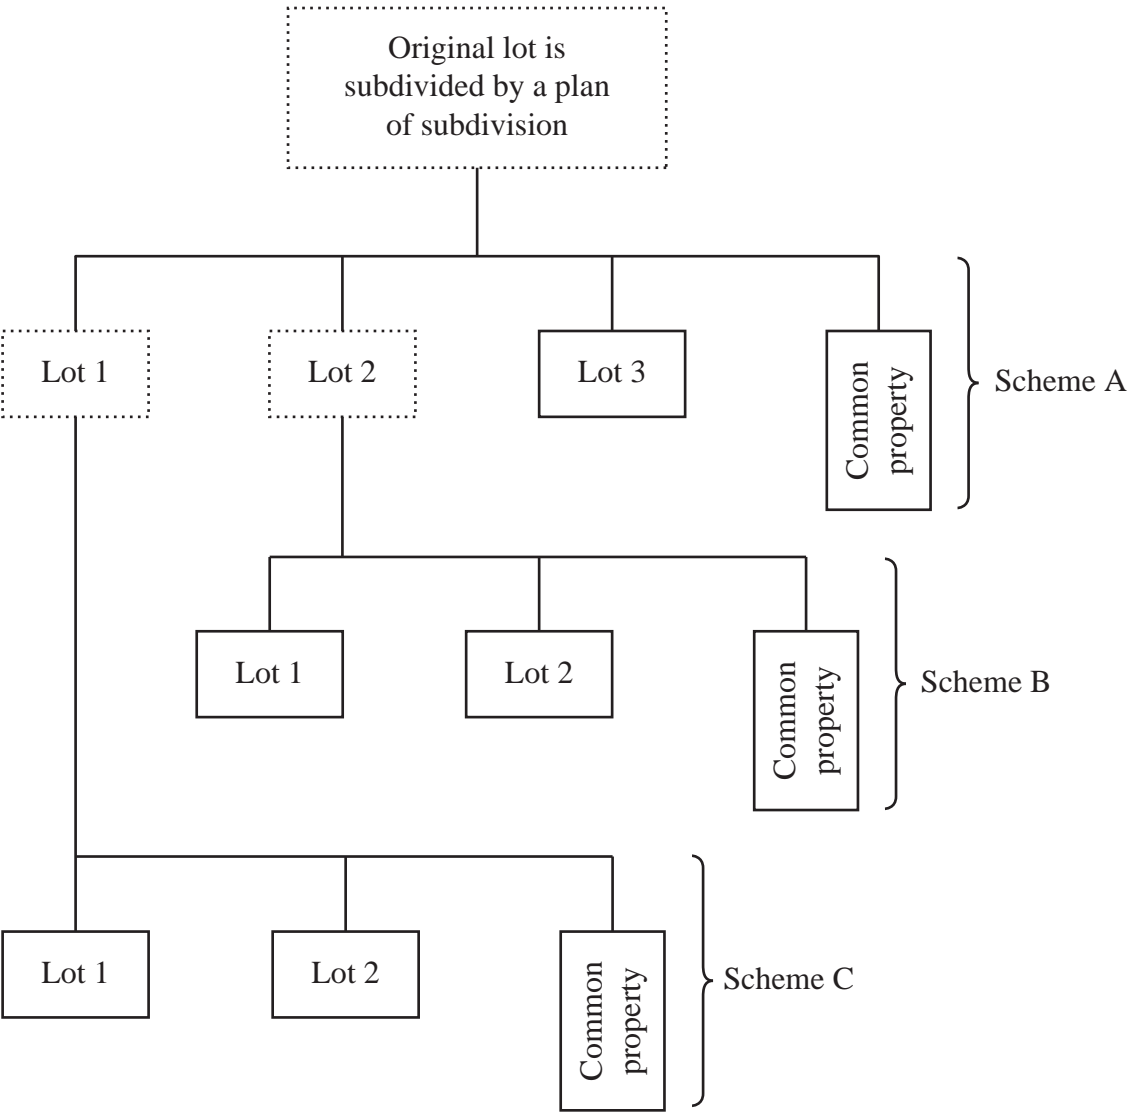 Original lot is
subdivided by a plan
of subdivision
Lot 1
Lot 2
Lot 3
Common
property
Scheme A
Lot 1
Lot 2
Common
property
Scheme B
Lot 1
Lot 2
Common
property
Scheme C